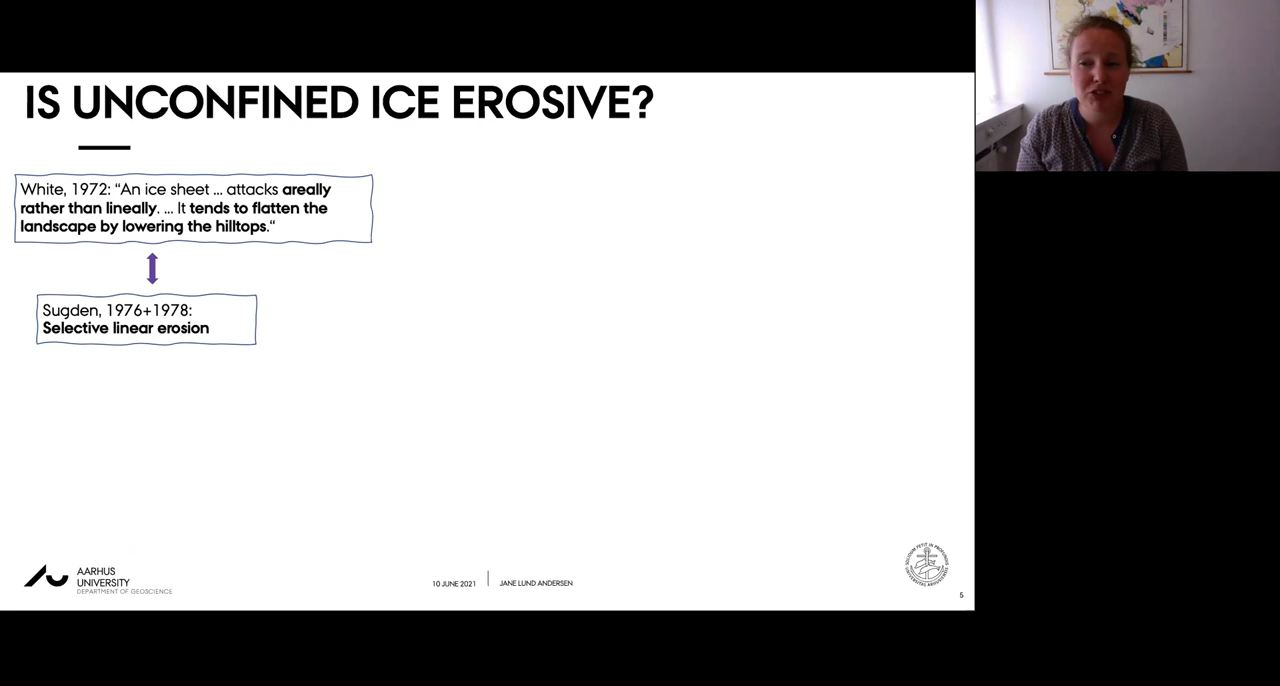 IS UNCONFINED ICE EROSIVE?
White, 1972: “An ice sheet ... attacks areally
rather than lineally. ... It tends to flatten the
landscape by lowering the hilltops.“
Sugden, 1976+1978:
Selective linear erosion
AARHUS
UNIVERSITY
DEPARTMENT OF GEOSCIENCE
10 JUNE 2021
JANE LUND ANDERSEN
5